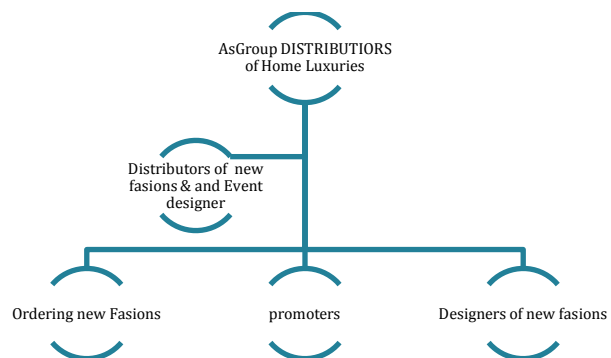 AsGroup DISTRIBUTIORS
of Home Luxuries
Distributors of new
fasions & and Event
designer
Ordering new Fasions
promoters
Designers of new fasions